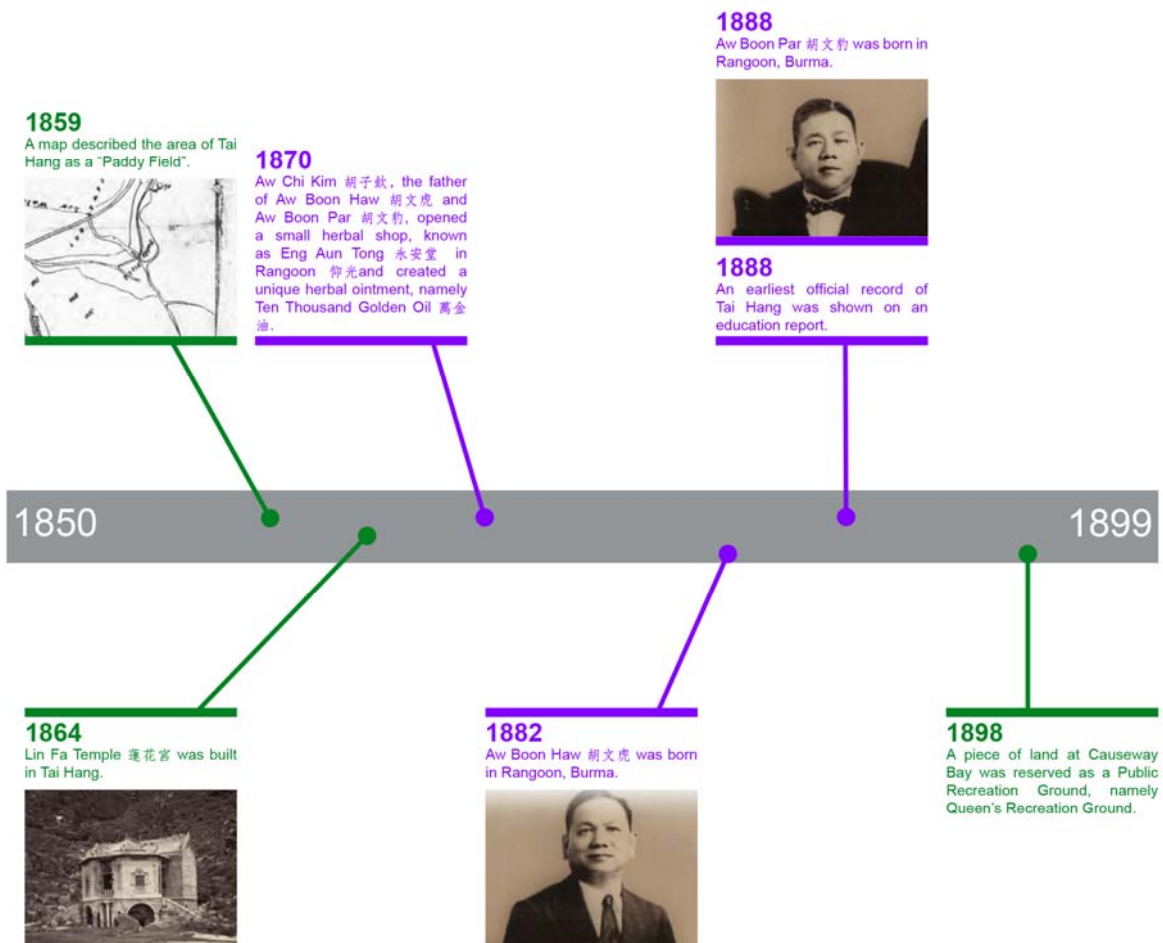 1888
Aw Boon Par 胡文豹 was born in
Rangoon, Burma.
1859
A map described the area of Tai
Hang as a “Paddy Field”.
1870
Aw Chi Kim 胡子欽, the father
of Aw Boon Haw 胡文虎 and
Aw Boon Par 胡文豹, opened
a small herbal shop, known
as Eng Aun Tong 永安堂 in
Rangoon 仰光and created a
unique herbal ointment, namely
Ten Thousand Golden Oil 萬金
油.
1888
An earliest official record of
Tai Hang was shown on an
education report.
1850
1899
1864
Lin Fa Temple 蓮花宮 was built
in Tai Hang.
1882
Aw Boon Haw 胡文虎 was born
in Rangoon, Burma.
1898
A piece of land at Causeway
Bay was reserved as a Public
Recreation Ground, namely
Queen’s Recreation Ground.